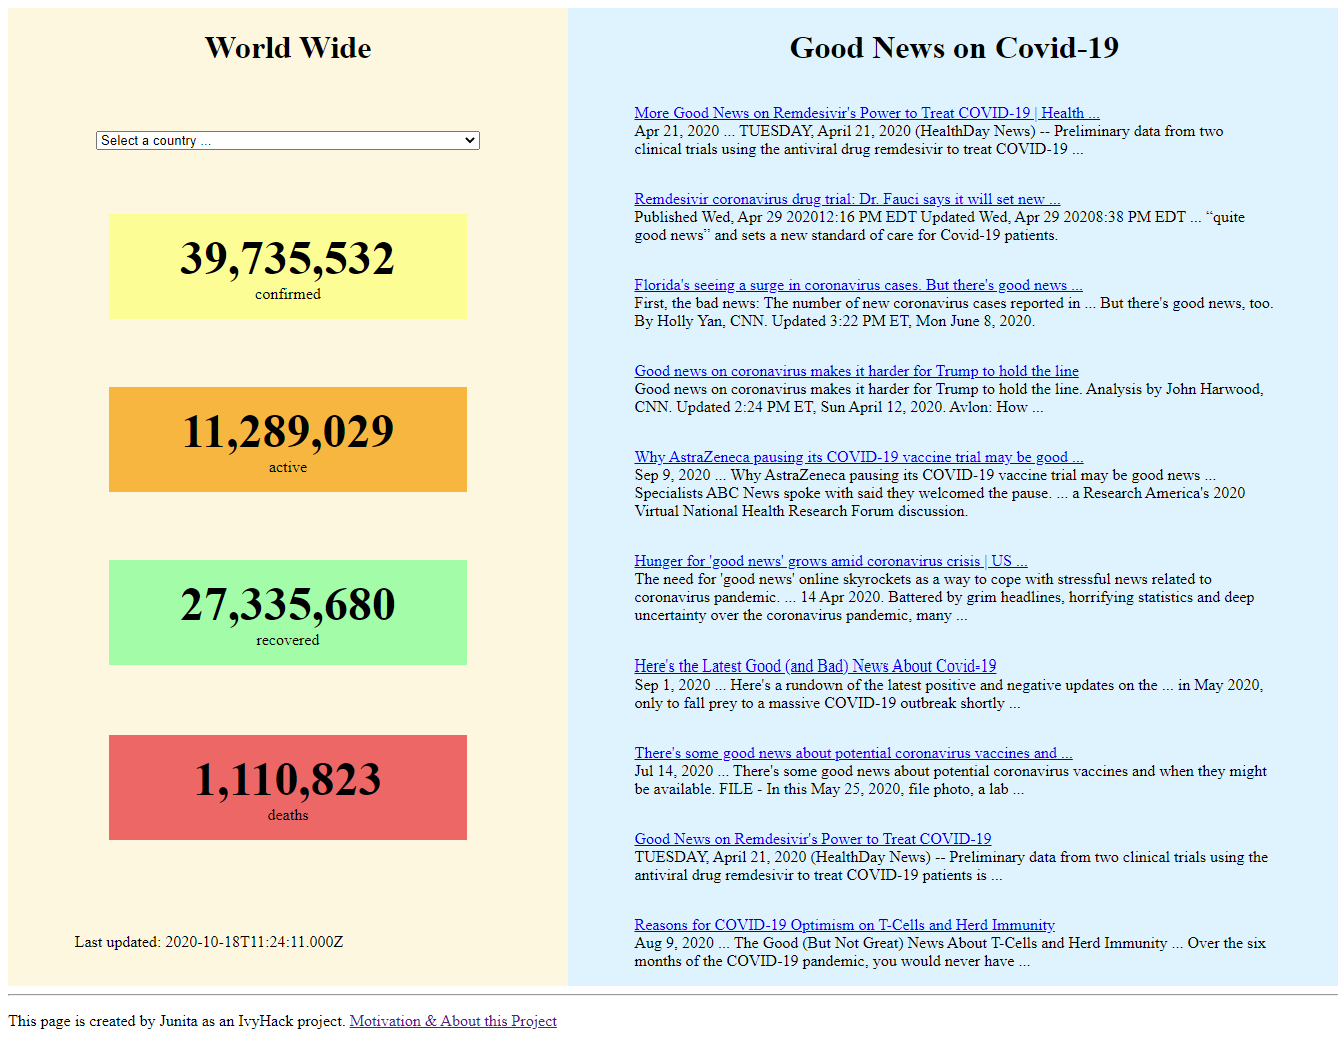 World Wide
Select a country ...
39,735,532
confirmed
11,289,029
active
27,335,680
recovered
1,110,823
deaths
Last updated: 2020-10-18T11:24:11.000Z
Good News on Covid-19
More Good News on Remdesivir's Power to Treat COVID-19 | Health ...
Apr 21, 2020 ... TUESDAY, April 21, 2020 (HealthDay News) -- Preliminary data from two
clinical trials using the antiviral drug remdesivir to treat COVID-19 ...
Remdesivir coronavirus drug trial: Dr. Fauci says it will set new ...
Published Wed, Apr 29 202012:16 PM EDT Updated Wed, Apr 29 20208:38 PM EDT ... “quite
good news” and sets a new standard of care for Covid-19 patients.
Florida's seeing a surge in coronavirus cases. But there's good news ...
First, the bad news: The number of new coronavirus cases reported in ... But there's good news, too.
By Holly Yan, CNN. Updated 3:22 PM ET, Mon June 8, 2020.
Good news on coronavirus makes it harder for Trump to hold the line
Good news on coronavirus makes it harder for Trump to hold the line. Analysis by John Harwood,
CNN. Updated 2:24 PM ET, Sun April 12, 2020. Avlon: How ...
Why AstraZeneca pausing its COVID-19 vaccine trial may be good ...
Sep 9, 2020 ... Why AstraZeneca pausing its COVID-19 vaccine trial may be good news ...
Specialists ABC News spoke with said they welcomed the pause. ... a Research America's 2020
Virtual National Health Research Forum discussion.
Hunger for 'good news' grows amid coronavirus crisis | US ...
The need for 'good news' online skyrockets as a way to cope with stressful news related to
coronavirus pandemic. ... 14 Apr 2020. Battered by grim headlines, horrifying statistics and deep
uncertainty over the coronavirus pandemic, many ...
Here's the Latest Good (and Bad) News About Covid-19
Sep 1, 2020 ... Here's a rundown of the latest positive and negative updates on the ... in May 2020,
only to fall prey to a massive COVID-19 outbreak shortly ...
There's some good news about potential coronavirus vaccines and ...
Jul 14, 2020 ... There's some good news about potential coronavirus vaccines and when they might
be available. FILE - In this May 25, 2020, file photo, a lab ...
Good News on Remdesivir's Power to Treat COVID-19
TUESDAY, April 21, 2020 (HealthDay News) -- Preliminary data from two clinical trials using the
antiviral drug remdesivir to treat COVID-19 patients is ...
Reasons for COVID-19 Optimism on T-Cells and Herd Immunity
Aug 9, 2020 ... The Good (But Not Great) News About T-Cells and Herd Immunity ... Over the six
months of the COVID-19 pandemic, you would never have ...
This page is created by Junita as an IvyHack project. Motivation & About this Project